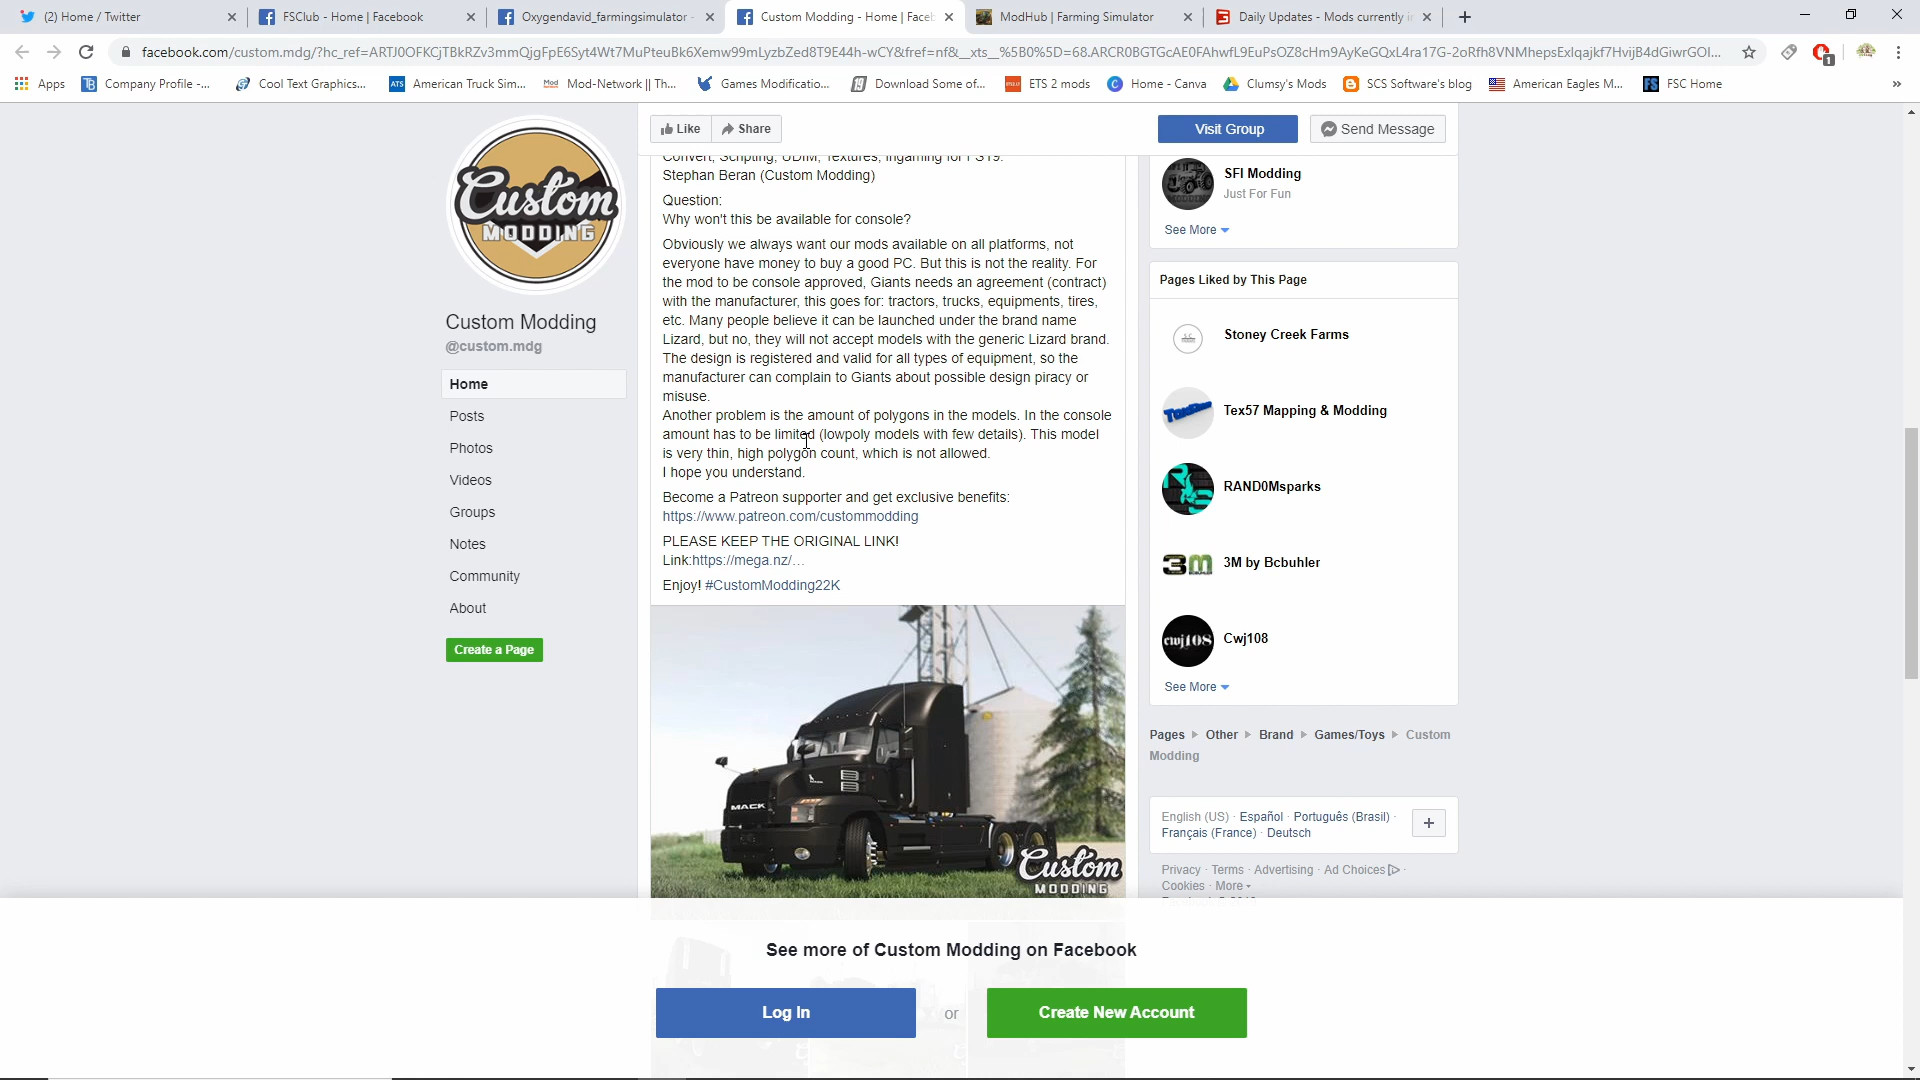 (2) Home / Twitter
FSClub - Home | Facebook
Oxygendavid_farmingsimulator -
Custom Modding - Home | Faceb
ModHub | Farming Simulator
Daily Updates - Mods currently i
facebook.com/custom.mdg/?hc_ref=
Apps
Company Profile -...
Cool Text Graphics...
American Truck Sim...
Mod-Network || Th...
Games Modificatio...
Download Some of...
ETS 2 mods
Home - Canva
Clumsy's Mods
SCS Software's blog
American Eagles M...
FSC Home
Custom
MODDING
Custom Modding
@custom.mdg
Home
Posts
Photos
Videos
Groups
Notes
Community
About
Create a Page
Like
Share
Visit Group
Send Message
Convert, Scripting, UDIM, Textures, Ingaming for FS19:
Stephan Beran (Custom Modding)
Question:
Why won't this be available for console?
Obviously we always want our mods available on all platforms, not
everyone have money to buy a good PC. But this is not the reality. For
the mod to be console approved, Giants needs an agreement (contract)
with the manufacturer, this goes for: tractors, trucks, equipments, tires,
etc. Many people believe it can be launched under the brand name
Lizard, but no, they will not accept models with the generic Lizard brand.
The design is registered and valid for all types of equipment, so the
manufacturer can complain to Giants about possible design piracy or
misuse.
Another problem is the amount of polygons in the models. In the console
amount has to be limited (lowpoly models with few details). This model
is very thin, high polygon count, which is not allowed.
I hope you understand.
Become a Patreon supporter and get exclusive benefits:
https://www.patreon.com/custommodding
PLEASE KEEP THE ORIGINAL LINK!
Link:https://mega.nz/...
Enjoy! #CustomModding22K
MACK
Custom
MODDING
SFI Modding
Just For Fun
See More
Pages Liked by This Page
Stoney Creek Farms
Tex57 Mapping & Modding
RAND0Msparks
3M by Bcbuhler
cwj108
Cwj108
See More
Pages Other Brand Games/Toys Custom
Modding
English (US) · Español · Português (Brasil) ·
Français (France) · Deutsch
Privacy · Terms · Advertising · Ad Choices ·
Cookies · More
See more of Custom Modding on Facebook
Log In
or
Create New Account